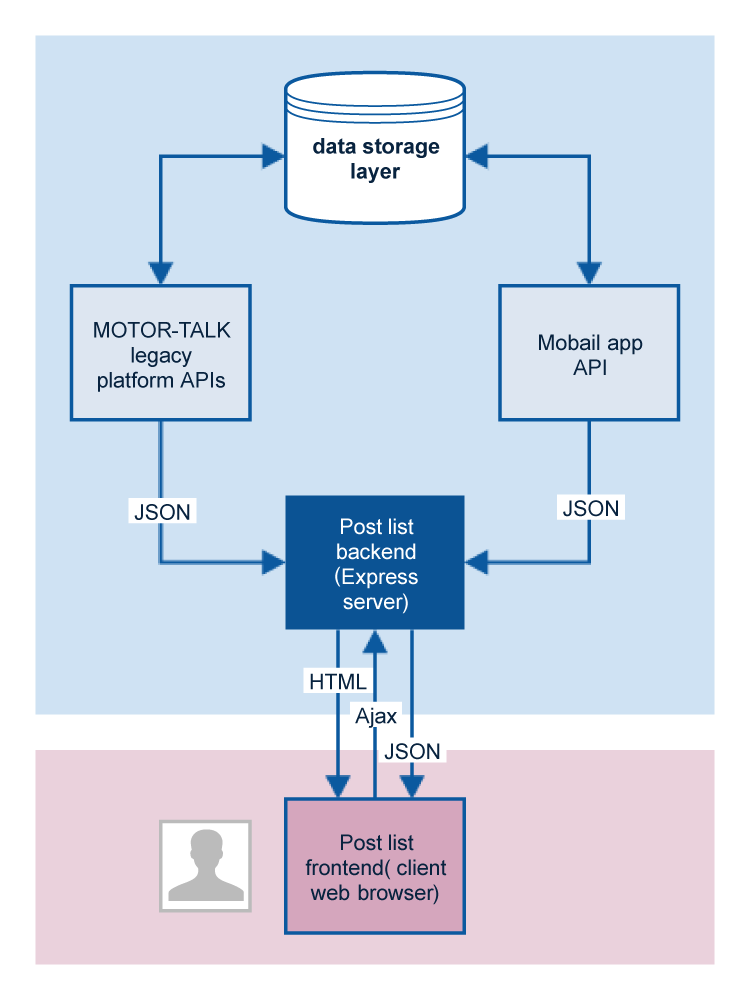 data storage
layer
MOTOR-TALK
legacy
platform APIs
Mobail app
API
JSON
JSON
Post list
backend
(Express
server)
HTML
Ajax
JSON
Post list
frontend( client
web browser)